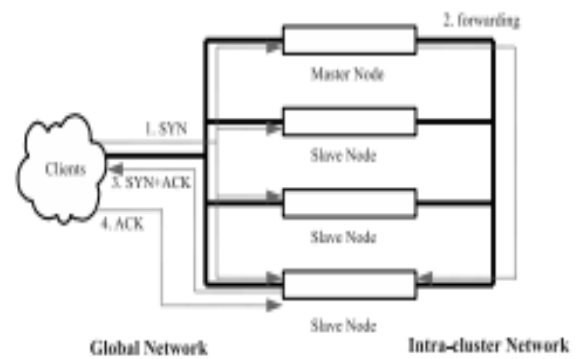 2. forwarding
Master Node
1. SYN
Slave Node
Clients
3. SYN+ACK
Slave Node
4. ACK
Slave Node
Global Network
Intra-cluster Network